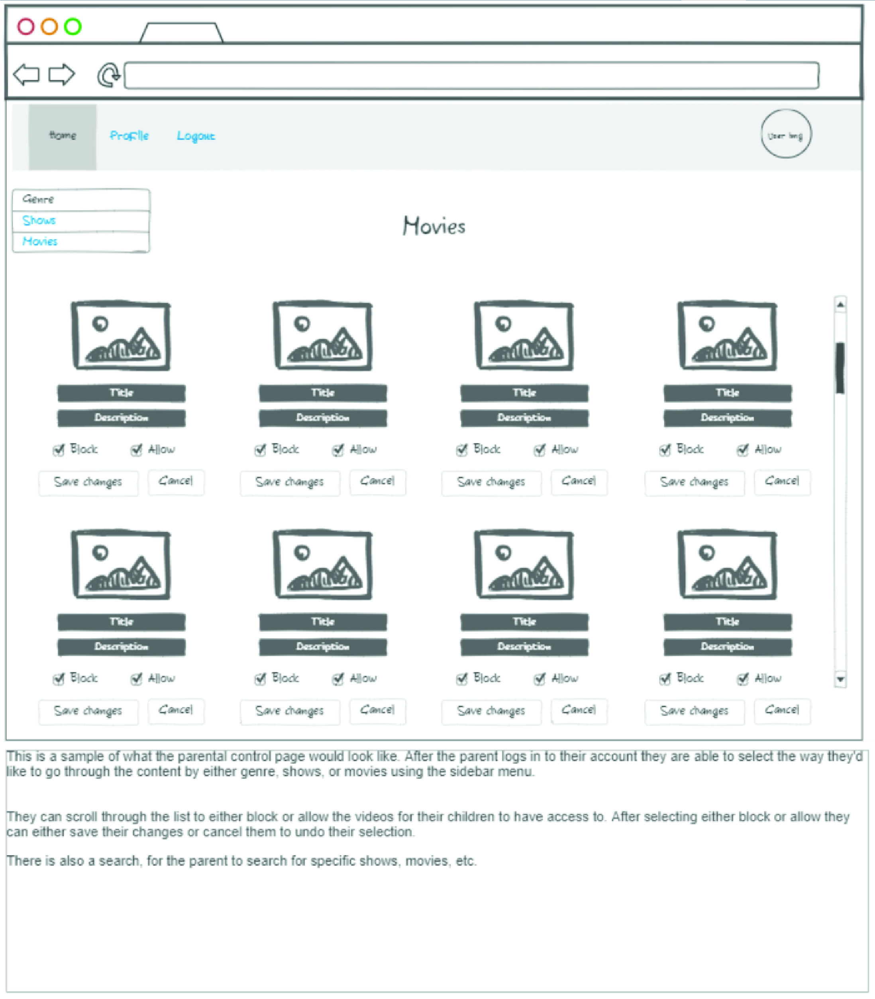 Home Profile Logout User Img
Genre
Shows
Movies
Movies
Title Title Title Title
Description Description Description Description
Block Allow Block Allow Block Allow Block Allow
Save changes Cancel Save changes Cancel Save changes Cancel Save changes Cancel
Title Title Title Title
Description Description Description Description
Block Allow Block Allow Block Allow Block Allow
Save changes Cancel Save changes Cancel Save changes Cancel Save changes Cancel
This is a sample of what the parental control page would look like. After the parent logs in to their account they are able to select the way they'd
like to go through the content by either genre, shows, or movies using the sidebar menu.
They can scroll through the list to either block or allow the videos for their children to have access to. After selecting either block or allow they
can either save their changes or cancel them to undo their selection.
There is also a search, for the parent to search for specific shows, movies, etc.